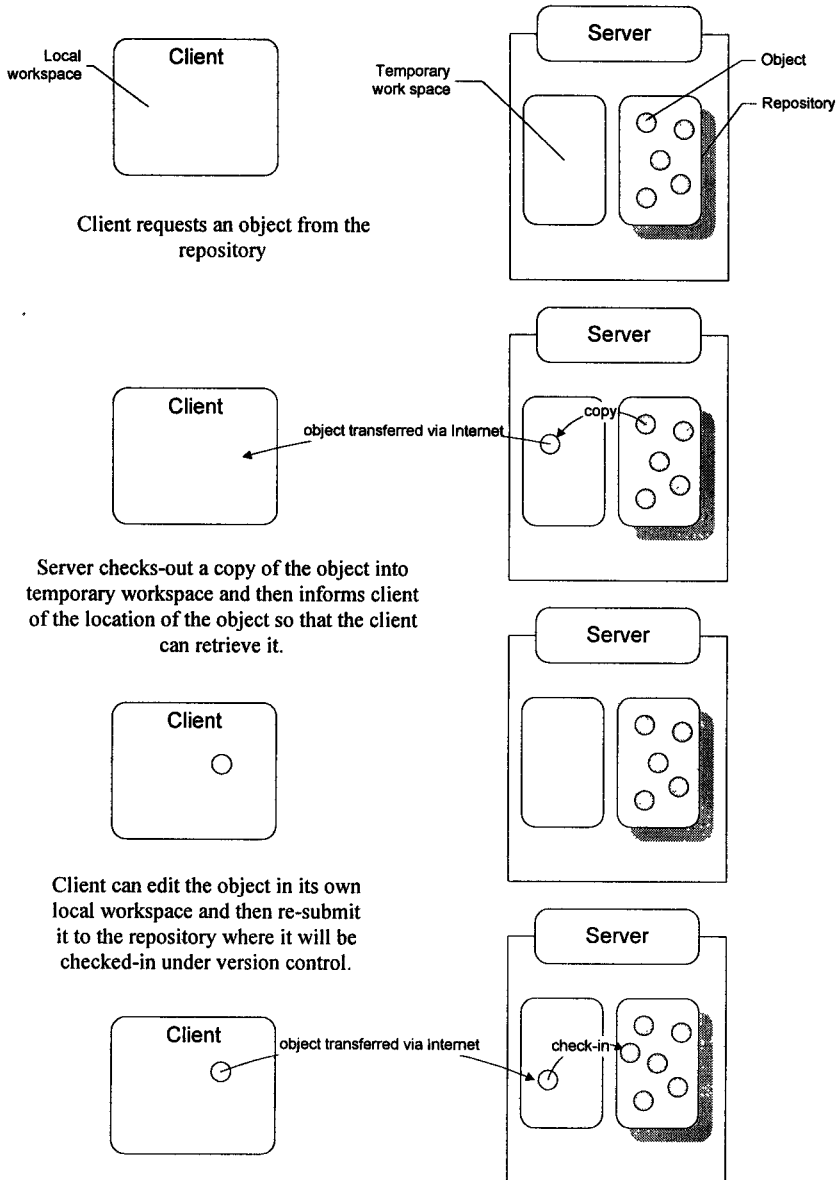 Server
Client
Local
workspace
Temporary
work space
Object
Repository
Client requests an object from the
repository
Server
Client
copy
object transferred via Internet
Server checks-out a copy of the object into
temporary workspace and then informs client
of the location of the object so that the client
can retrieve it.
Server
Client
Client can edit the object in its own
local workspace and then re-submit
it to the repository where it will be
checked-in under version control.
Server
Client
object transferred via Internet
check-in